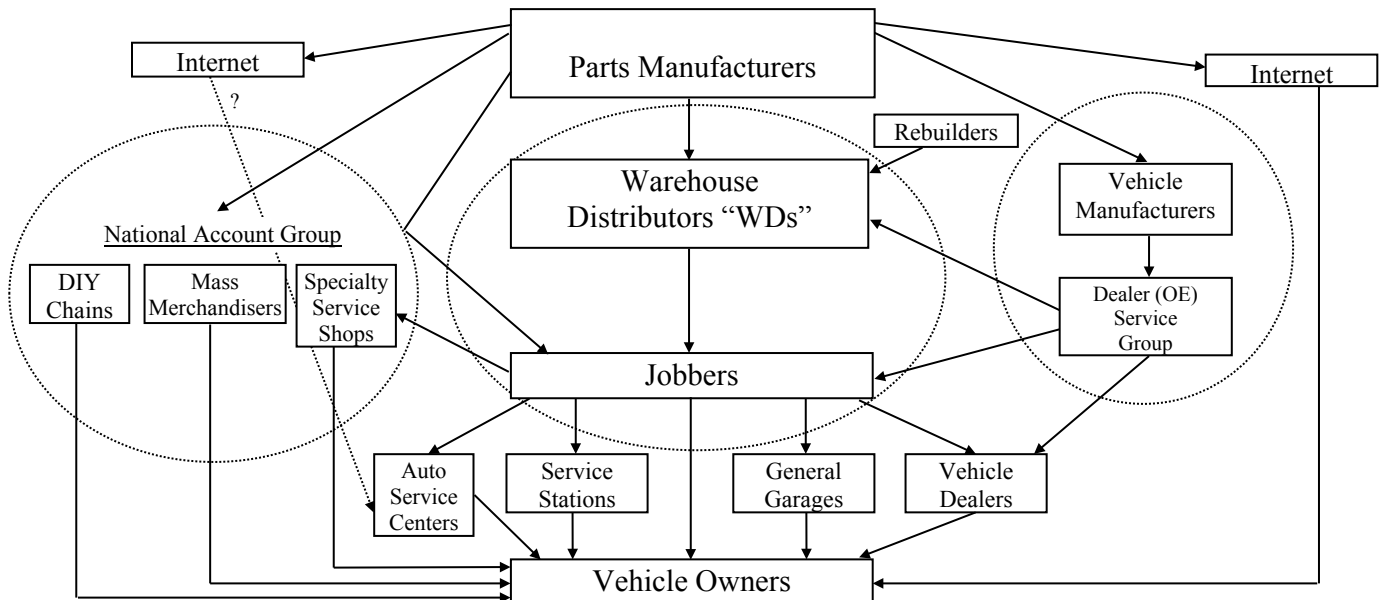 Internet
Parts Manufacturers
Internet
?
Rebuilders
Warehouse
Distributors “WDs”
Vehicle
Manufacturers
National Account Group
DIY
Chains
Mass
Merchandisers
Specialty
Service
Shops
Dealer (OE)
Service
Group
Jobbers
Auto
Service
Centers
Service
Stations
General
Garages
Vehicle
Dealers
Vehicle Owners